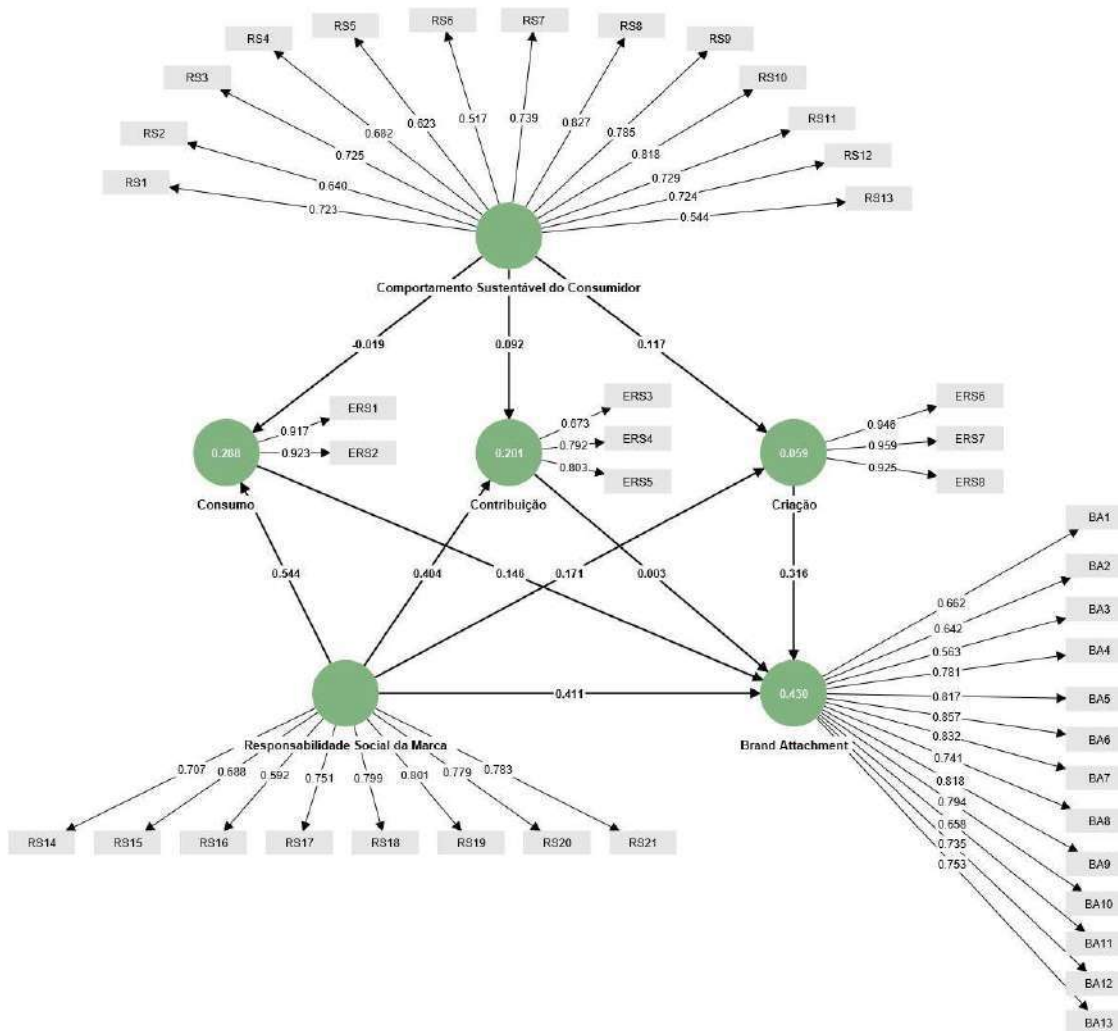 RS6
RS7
RS5
RS8
RS4
RS9
RS3
RS10
RS11
RS2
RS12
RS1
RS13
0.723
0.640
0.725
0.682
0.623
0.517
0.739
0.827
0.785
0.818
0.729
0.724
0.544
Comportamento Sustentável do Consumidor
-0.019
0.092
0.117
ERS1
ERS2
0.917
0.923
Consumo
ERS3
ERS4
ERS5
0.792
0.803
0.201
Contribuição
ERS6
ERS7
ERS8
0.946
0.959
0.925
0.059
Criação
0.544
0.404
0.146
0.171
0.003
0.316
0.411
Responsabilidade Social da Marca
0.430
Brand Attachment
0.707
0.688
0.592
0.751
0.799
0.801
0.779
0.783
RS14
RS15
RS16
RS17
RS18
RS19
RS20
RS21
0.662
0.642
0.563
0.781
0.817
0.857
0.832
0.741
0.818
0.794
0.658
0.735
0.753
BA1
BA2
BA3
BA4
BA5
BA6
BA7
BA8
BA9
BA10
BA11
BA12
BA13